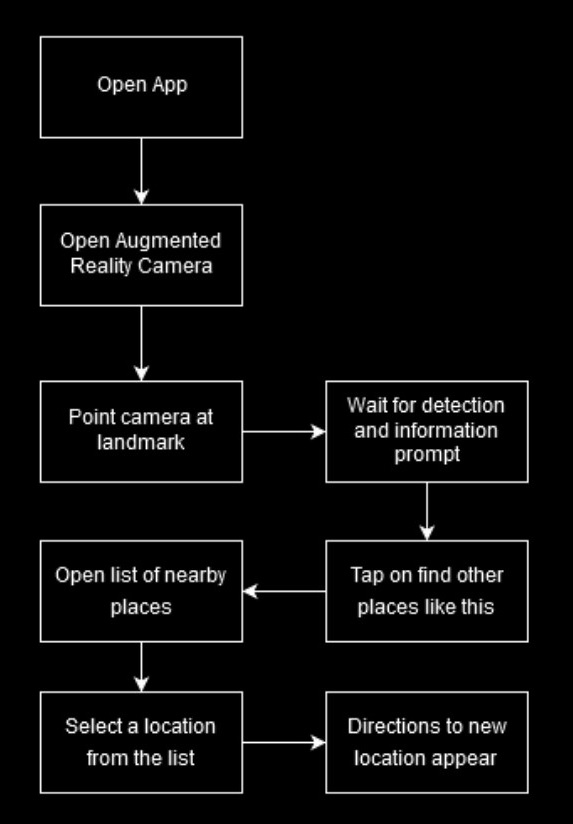 Open App
Open Augmented
Reality Camera
Point camera at
landmark
Wait for detection
and information
prompt
Tap on find other
places like this
Open list of nearby
places
Select a location
from the list
Directions to new
location appear